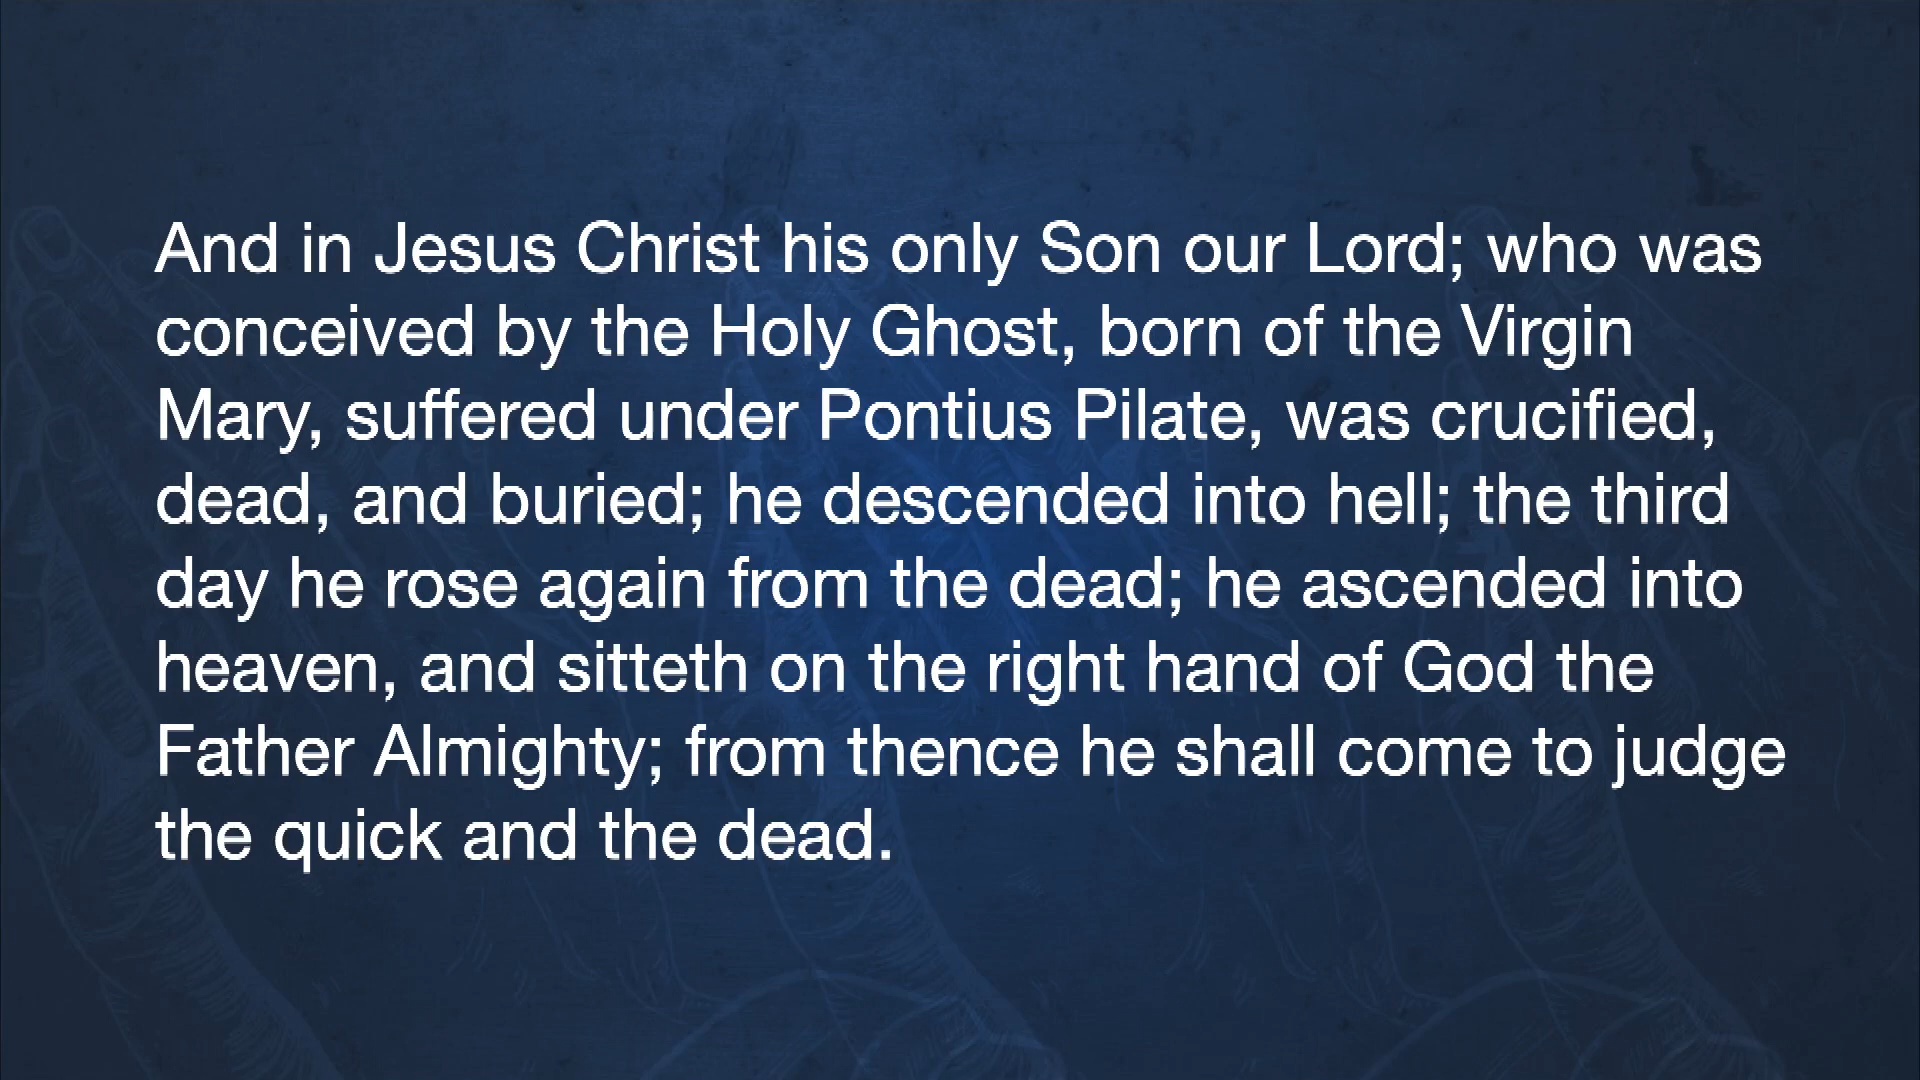 And in Jesus Christ his only Son our Lord; who was
conceived by the Holy Ghost, born of the Virgin
Mary, suffered under Pontius Pilate, was crucified,
dead, and buried; he descended into hell; the third
day he rose again from the dead; he ascended into
heaven, and sitteth on the right hand of God the
Father Almighty; from thence he shall come to judge
the quick and the dead.